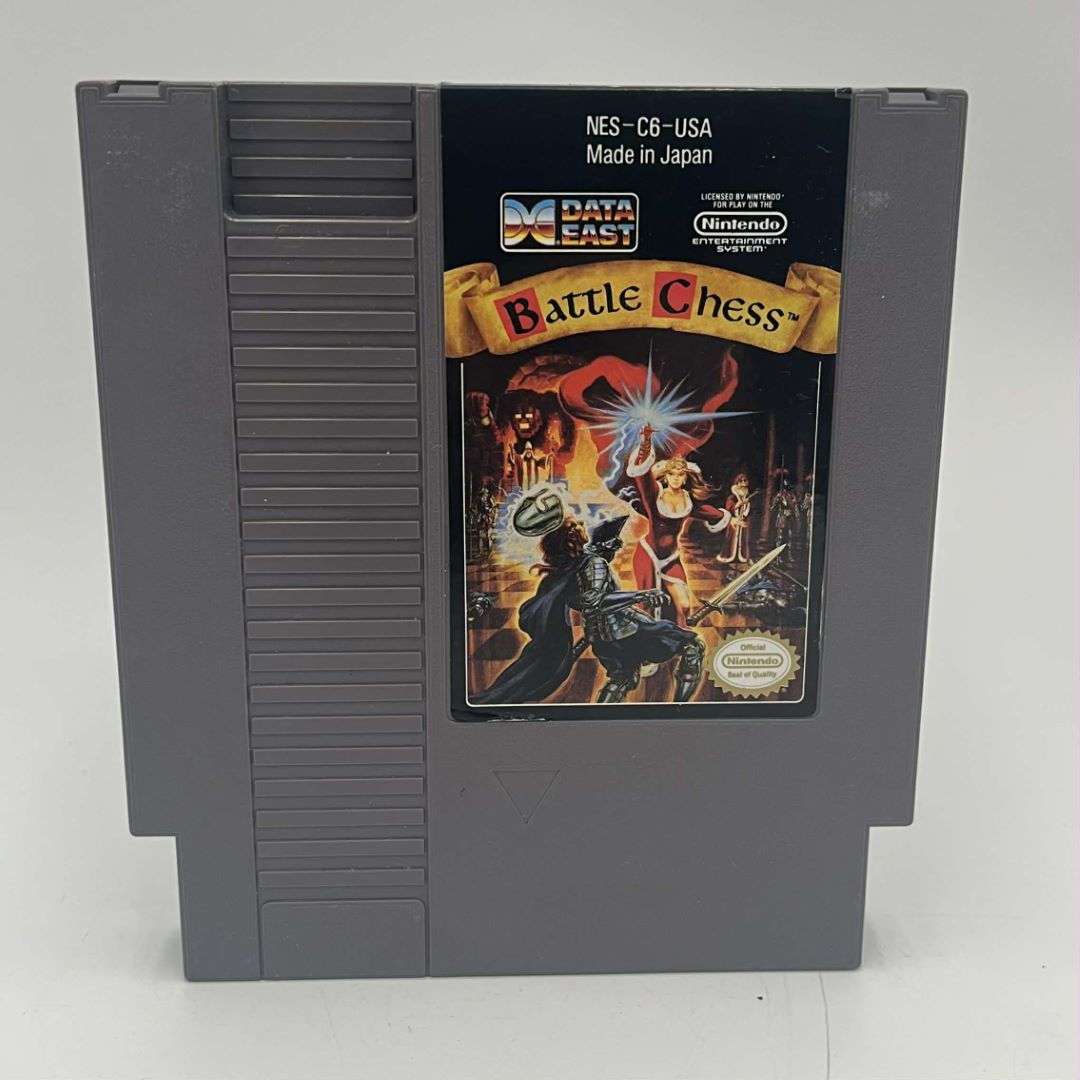 NES-C6-USA
Made in Japan
DATA
EAST
LICENSED BY NINTENDO®
FOR PLAY ON THE
Nintendo®
ENTERTAINMENT
SYSTEM®
Battle Chess™
Official
Nintendo
Seal of Quality